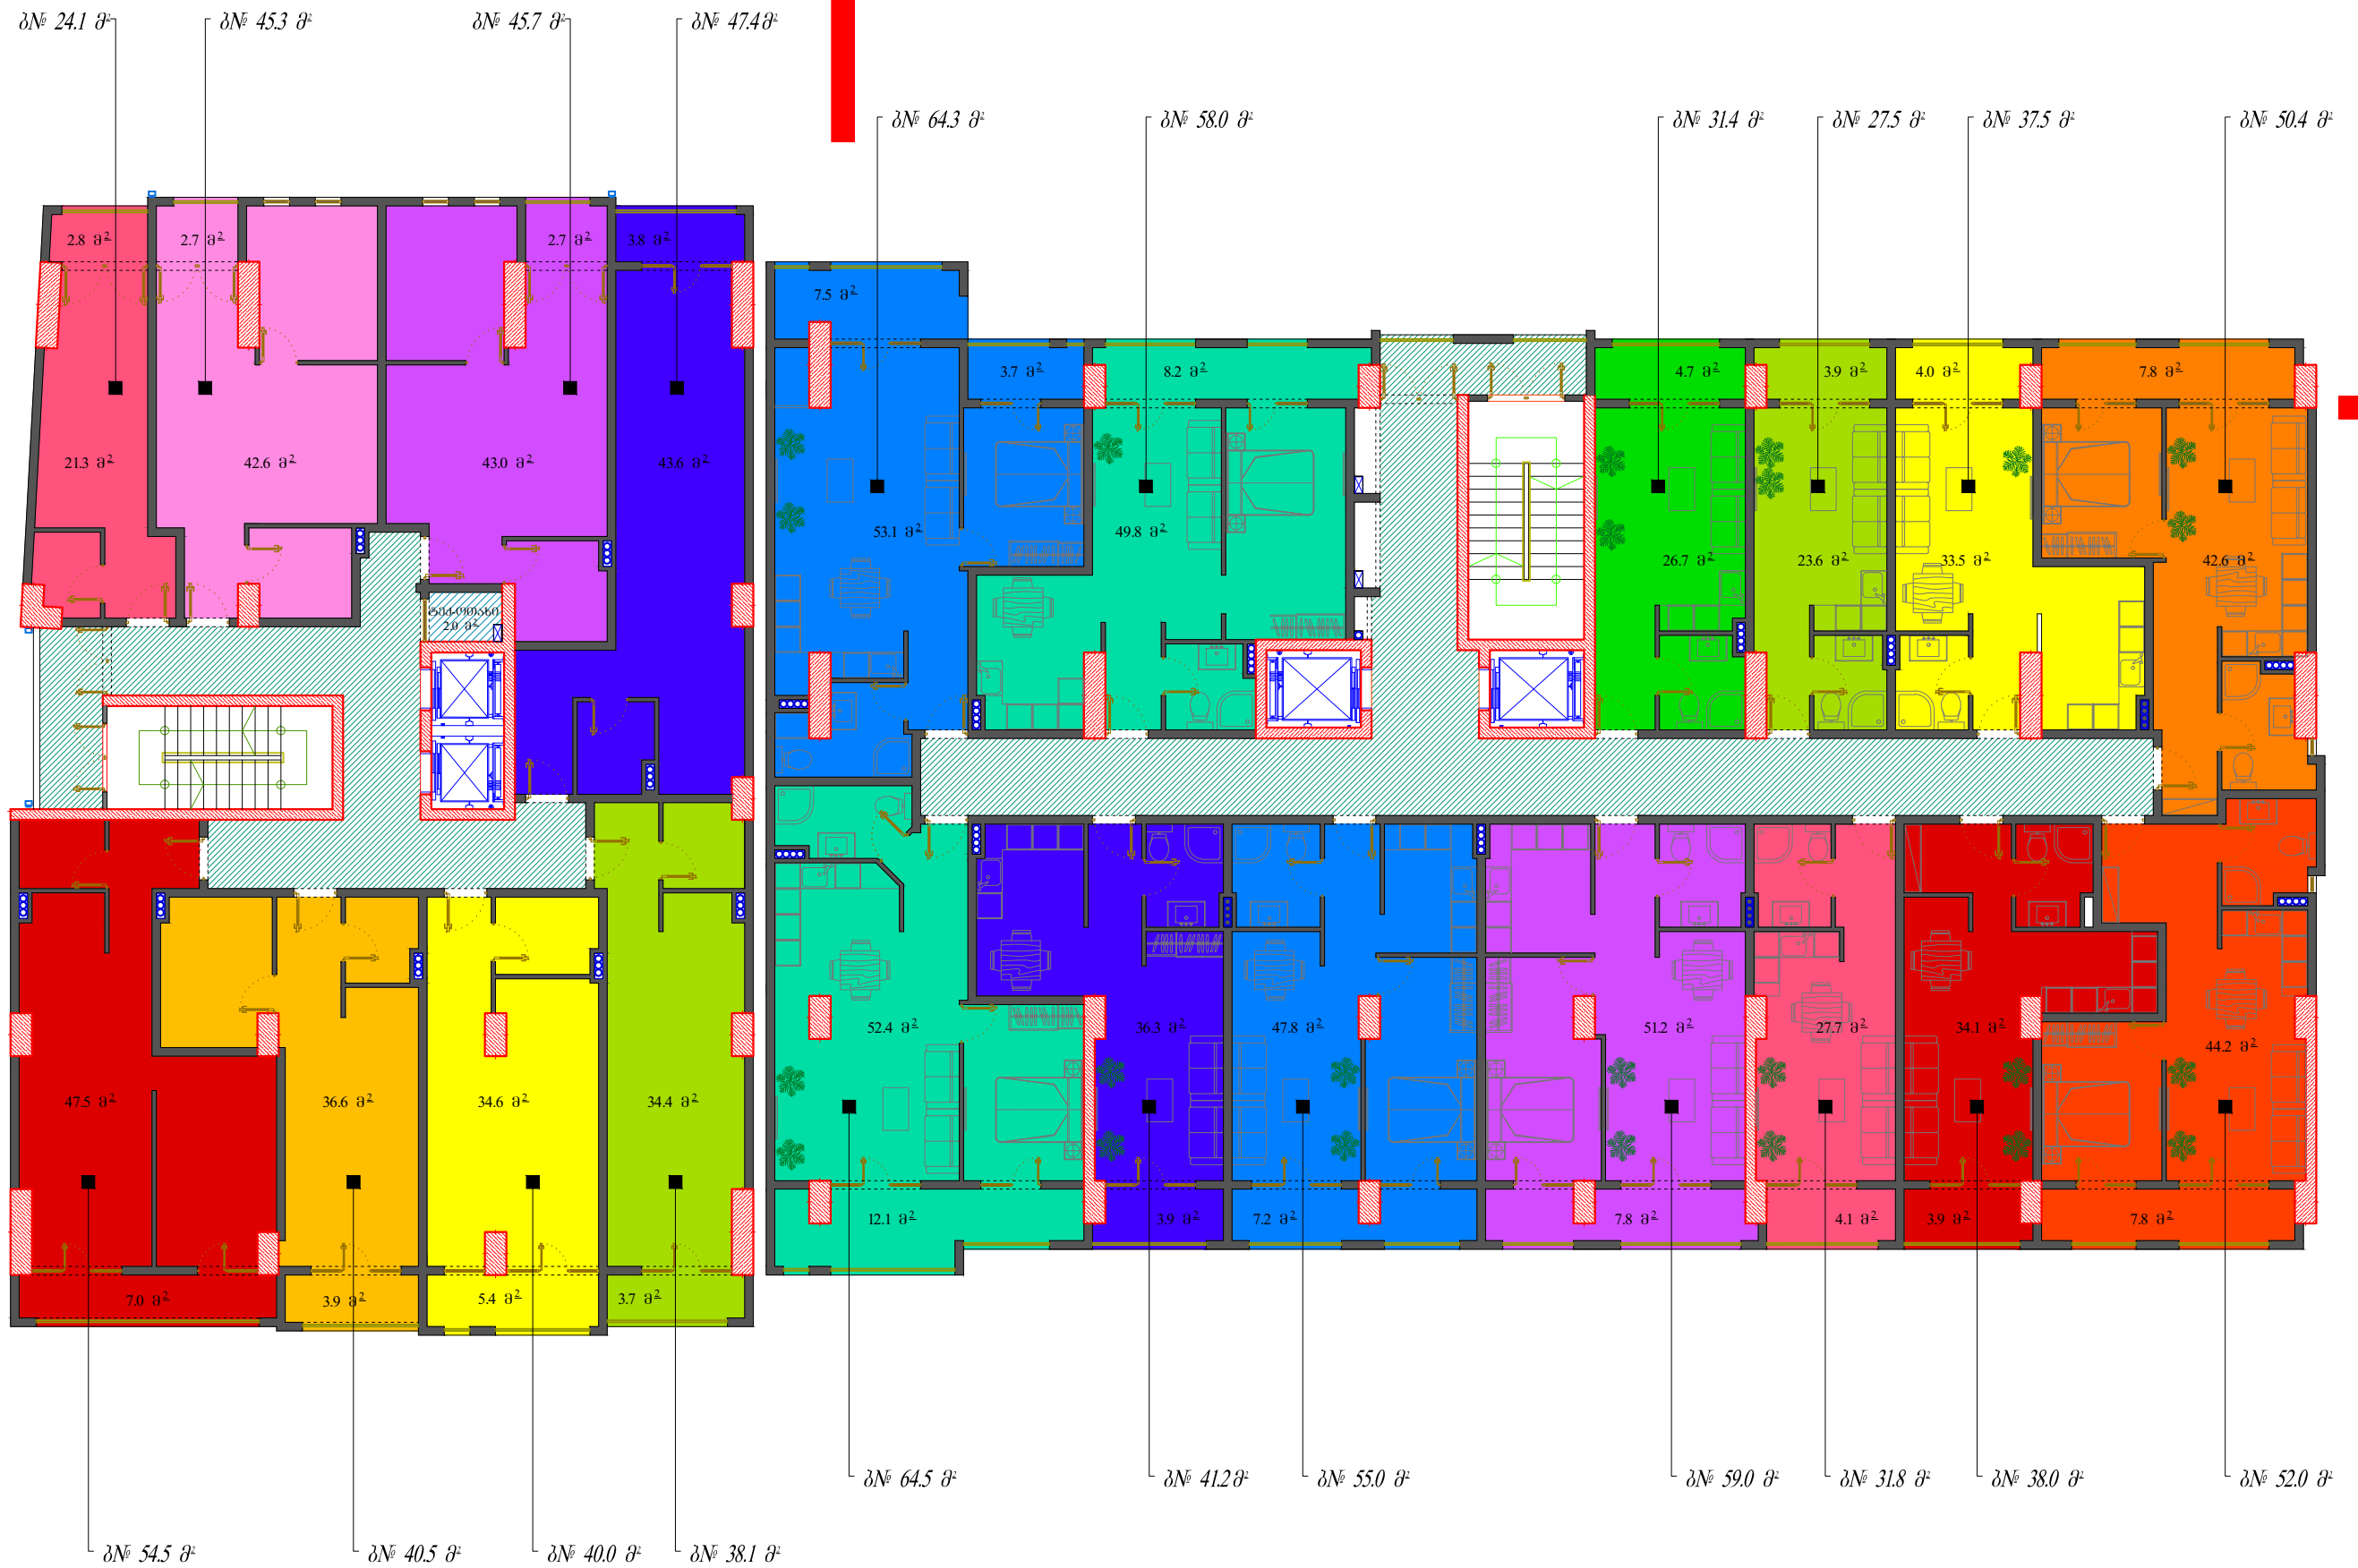 ბ№ 24.1 მ²
ბ№ 45.3 მ²
ბ№ 45.7 მ²
ბ№ 47.4 მ²
ბ№ 64.3 მ²
ბ№ 58.0 მ²
ბ№ 31.4 მ²
ბ№ 27.5 მ²
ბ№ 37.5 მ²
ბ№ 50.4 მ²
2.8 მ²
2.7 მ²
2.7 მ²
3.8 მ²
7.5 მ²
3.7 მ²
8.2 მ²
4.7 მ²
3.9 მ²
4.0 მ²
7.8 მ²
21.3 მ²
42.6 მ²
43.0 მ²
43.6 მ²
53.1 მ²
49.8 მ²
26.7 მ²
23.6 მ²
33.5 მ²
42.6 მ²
2.0 მ²
52.4 მ²
36.3 მ²
47.8 მ²
51.2 მ²
27.7 მ²
34.1 მ²
44.2 მ²
47.5 მ²
36.6 მ²
34.6 მ²
34.4 მ²
12.1 მ²
3.9 მ²
7.2 მ²
7.8 მ²
4.1 მ²
3.9 მ²
7.8 მ²
7.0 მ²
3.9 მ²
5.4 მ²
3.7 მ²
ბ№ 64.5 მ²
ბ№ 41.2 მ²
ბ№ 55.0 მ²
ბ№ 59.0 მ²
ბ№ 31.8 მ²
ბ№ 38.0 მ²
ბ№ 52.0 მ²
ბ№ 54.5 მ²
ბ№ 40.5 მ²
ბ№ 40.0 მ²
ბ№ 38.1 მ²